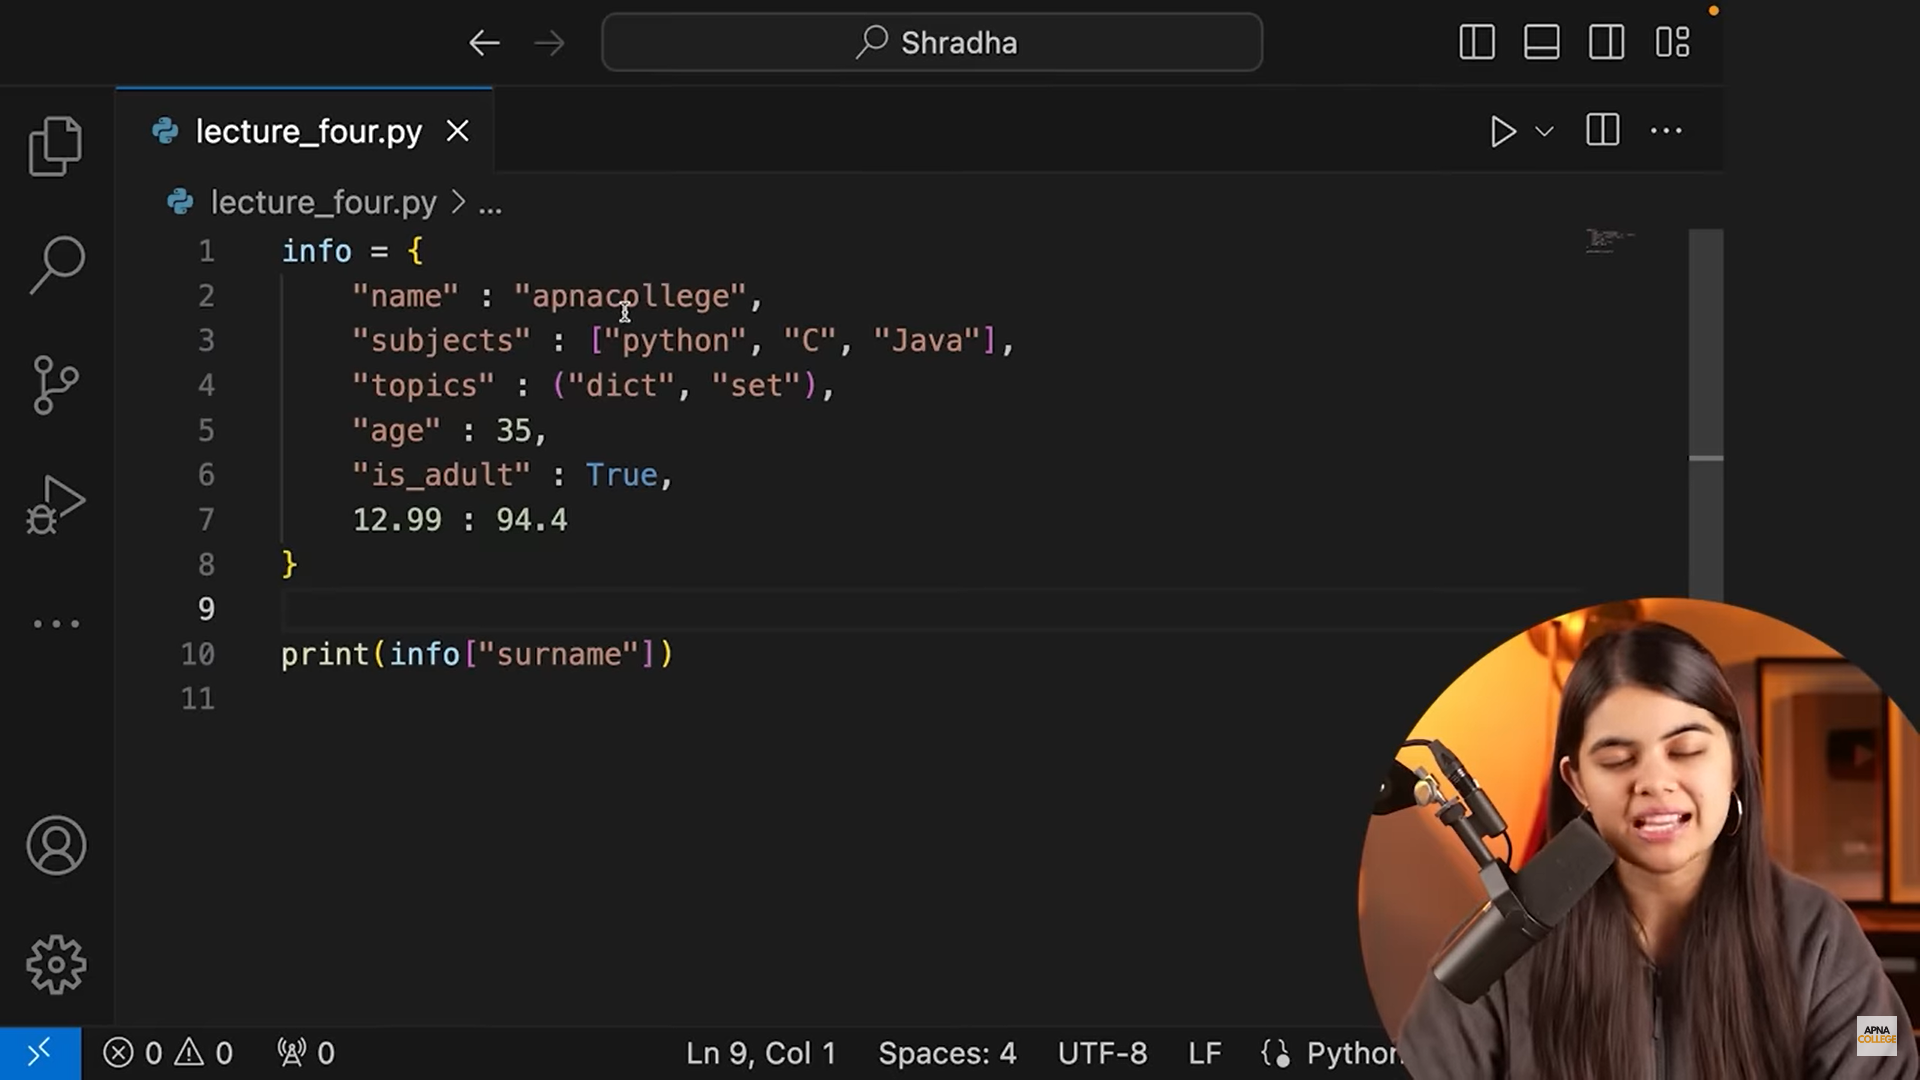 Shradha
lecture_four.py
lecture_four.py > ...
1 info = {
2 "name" : "apnacollege",
3 "subjects" : ["python", "C", "Java"],
4 "topics" : ("dict", "set"),
5 "age" : 35,
6 "is_adult" : True,
7 12.99 : 94.4
8 }
9
10 print(info["surname"])
11
0 0 0 Ln 9, Col 1 Spaces: 4 UTF-8 LF Python
APNA
COLLEGE